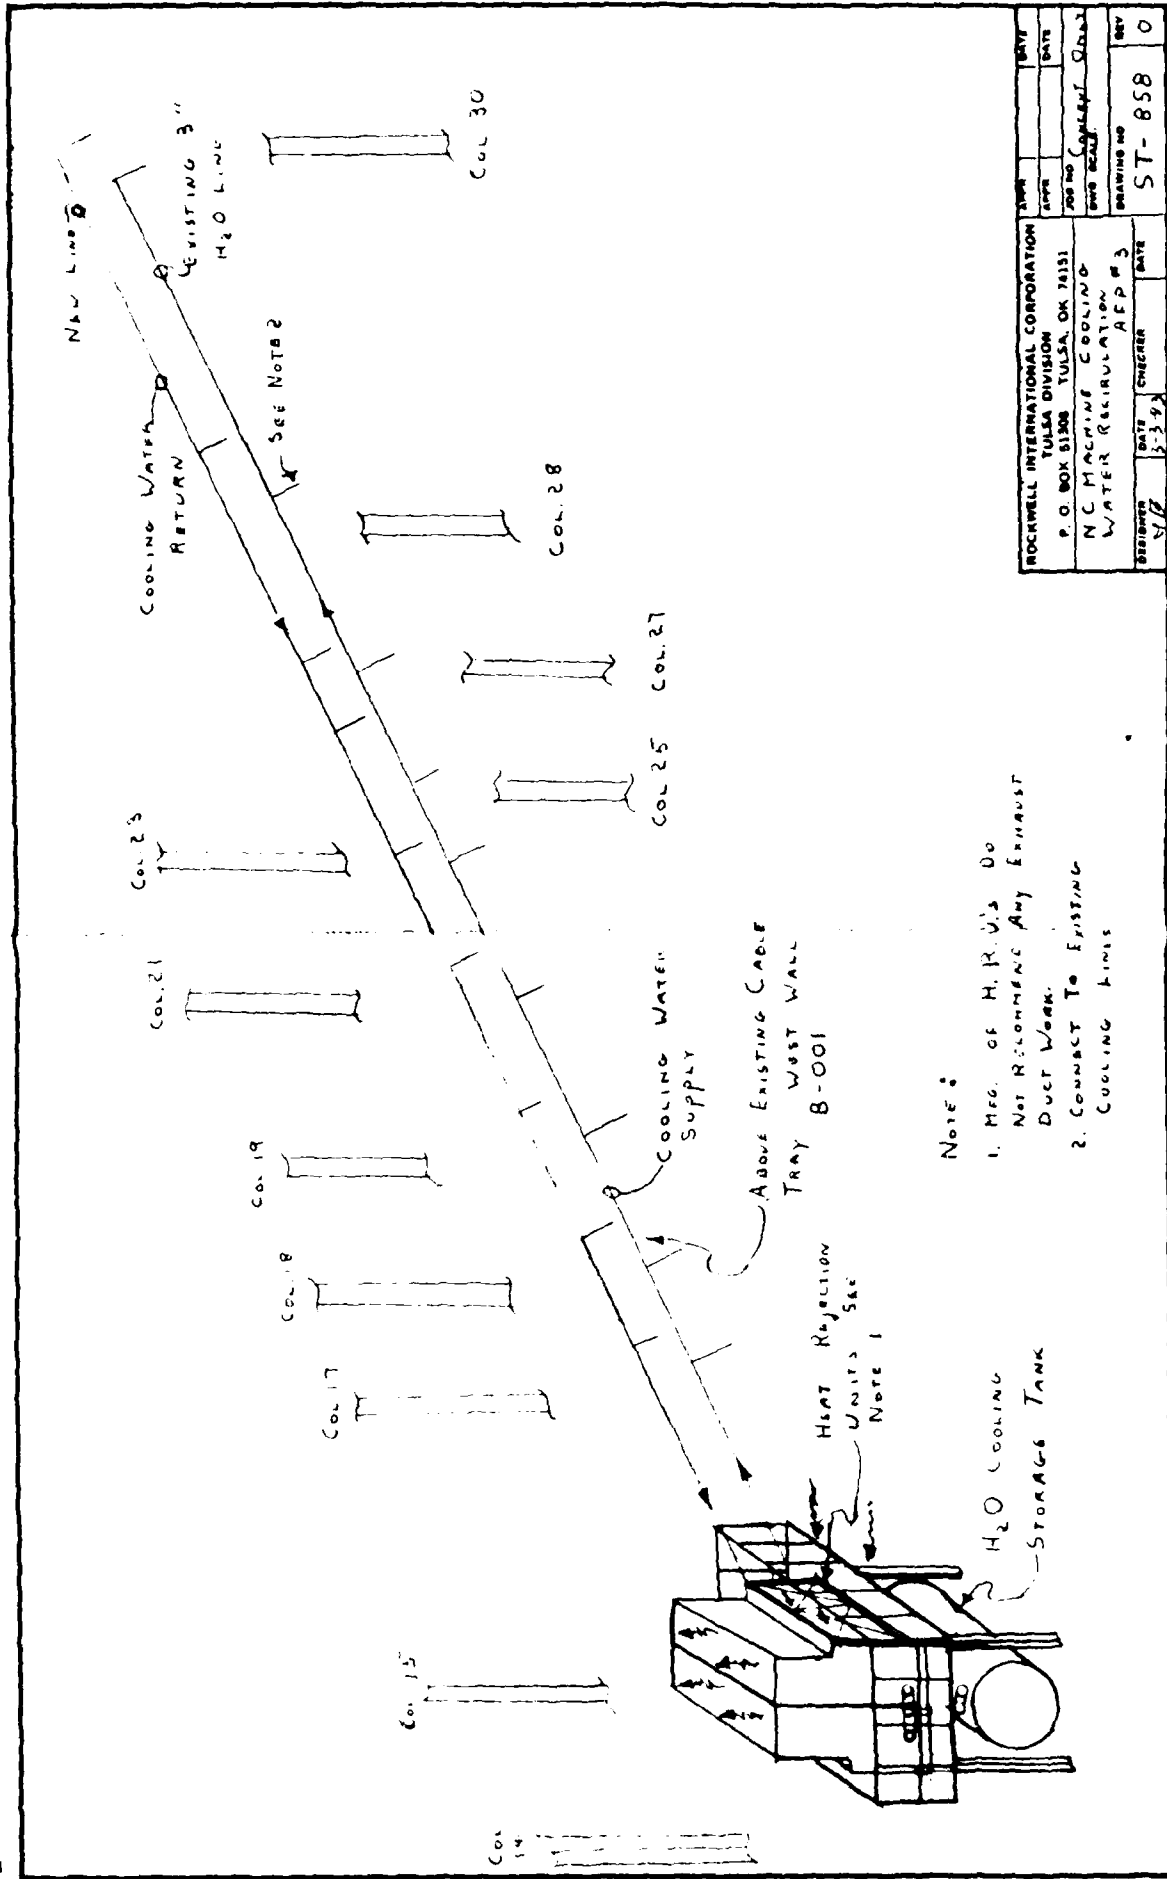 NEW LINE
EXISTING 3"
H2O LINE
COOLING WATER
RETURN
SEE NOTE 2
COL 30
COL. 28
COL. 27
COL 25
COL. 23
COL. 21
COL. 19
COL. 18
COL. 17
COL. 15
COL
14
COOLING WATER
SUPPLY
ABOVE EXISTING CABLE
TRAY WEST WALL
B-001
HEAT REJECTION
UNITS SEE
NOTE 1
H2O COOLING
STORAGE TANK
NOTE:
1. MFG. OF H.R.U.'S DO
NOT RECOMMEND ANY EXHAUST
DUCT WORK.
2. CONNECT TO EXISTING
COOLING LINES
ROCKWELL INTERNATIONAL CORPORATION
TULSA DIVISION
P. O. BOX 51308 TULSA, OK 74151
NC MACHINE COOLING
WATER RECIRULATION
AFP #3
DESIGNER
DATE
CHECKER
DATE
APPR
DATE
APPR
DATE
JOB NO
DWG SCALE
DRAWING NO
REV
ST-858
0